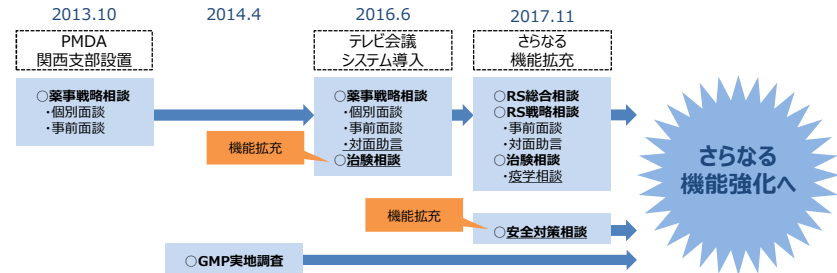 2013.10
2014.4
2016.6
2017.11
PMDA
関西支部設置
テレビ会議
システム導入
さらなる
機能拡充
○薬事戦略相談
・個別面談
・事前面談
○薬事戦略相談
・個別面談
・事前面談
・対面助言
○治験相談
○RS総合相談
○RS戦略相談
・事前面談
・対面助言
○治験相談
・疫学相談
機能拡充
さらなる
機能強化へ
機能拡充
○安全対策相談
○GMP実地調査